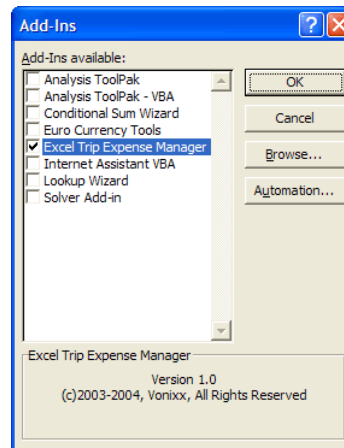 Add-Ins
Add-Ins available:
Analysis ToolPak
Analysis ToolPak - VBA
Conditional Sum Wizard
Euro Currency Tools
Excel Trip Expense Manager
Internet Assistant VBA
Lookup Wizard
Solver Add-in
OK
Cancel
Browse...
Automation...
Excel Trip Expense Manager
Version 1.0
(c)2003-2004, Vonixx, All Rights Reserved